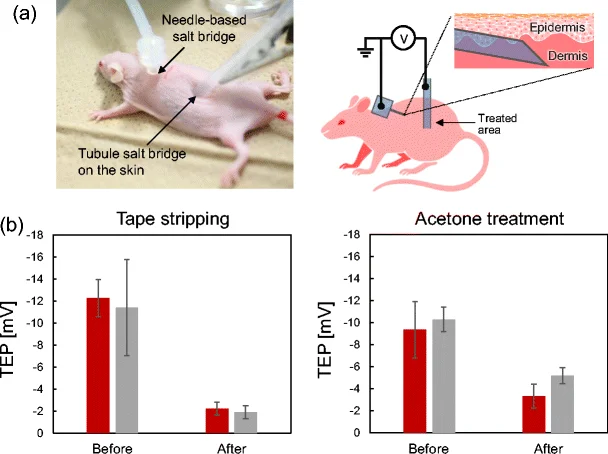 (a)
Needle-based
salt bridge
Tubule salt bridge
on the skin
V
Epidermis
Dermis
Treated
area
(b)
Tape stripping
TEP [mV]
-18
-16
-14
-12
-10
-8
-6
-4
-2
0
Before
After
Acetone treatment
TEP [mV]
-18
-16
-14
-12
-10
-8
-6
-4
-2
0
Before
After